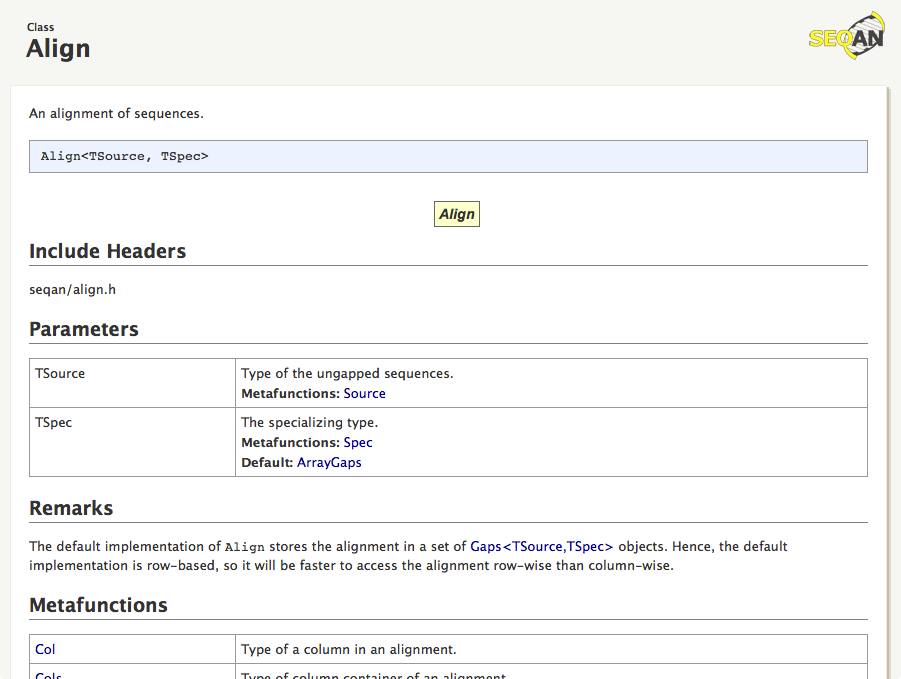 Class
Align
SEQAN
An alignment of sequences.
Align<TSource, TSpec>
Align
Include Headers
seqan/align.h
Parameters
TSource
Type of the ungapped sequences.
Metafunctions: Source
TSpec
The specializing type.
Metafunctions: Spec
Default: ArrayGaps
Remarks
The default implementation of Align stores the alignment in a set of Gaps<TSource,TSpec> objects. Hence, the default
implementation is row-based, so it will be faster to access the alignment row-wise than column-wise.
Metafunctions
Col
Type of a column in an alignment.
Cols
Type of column container of an alignment.